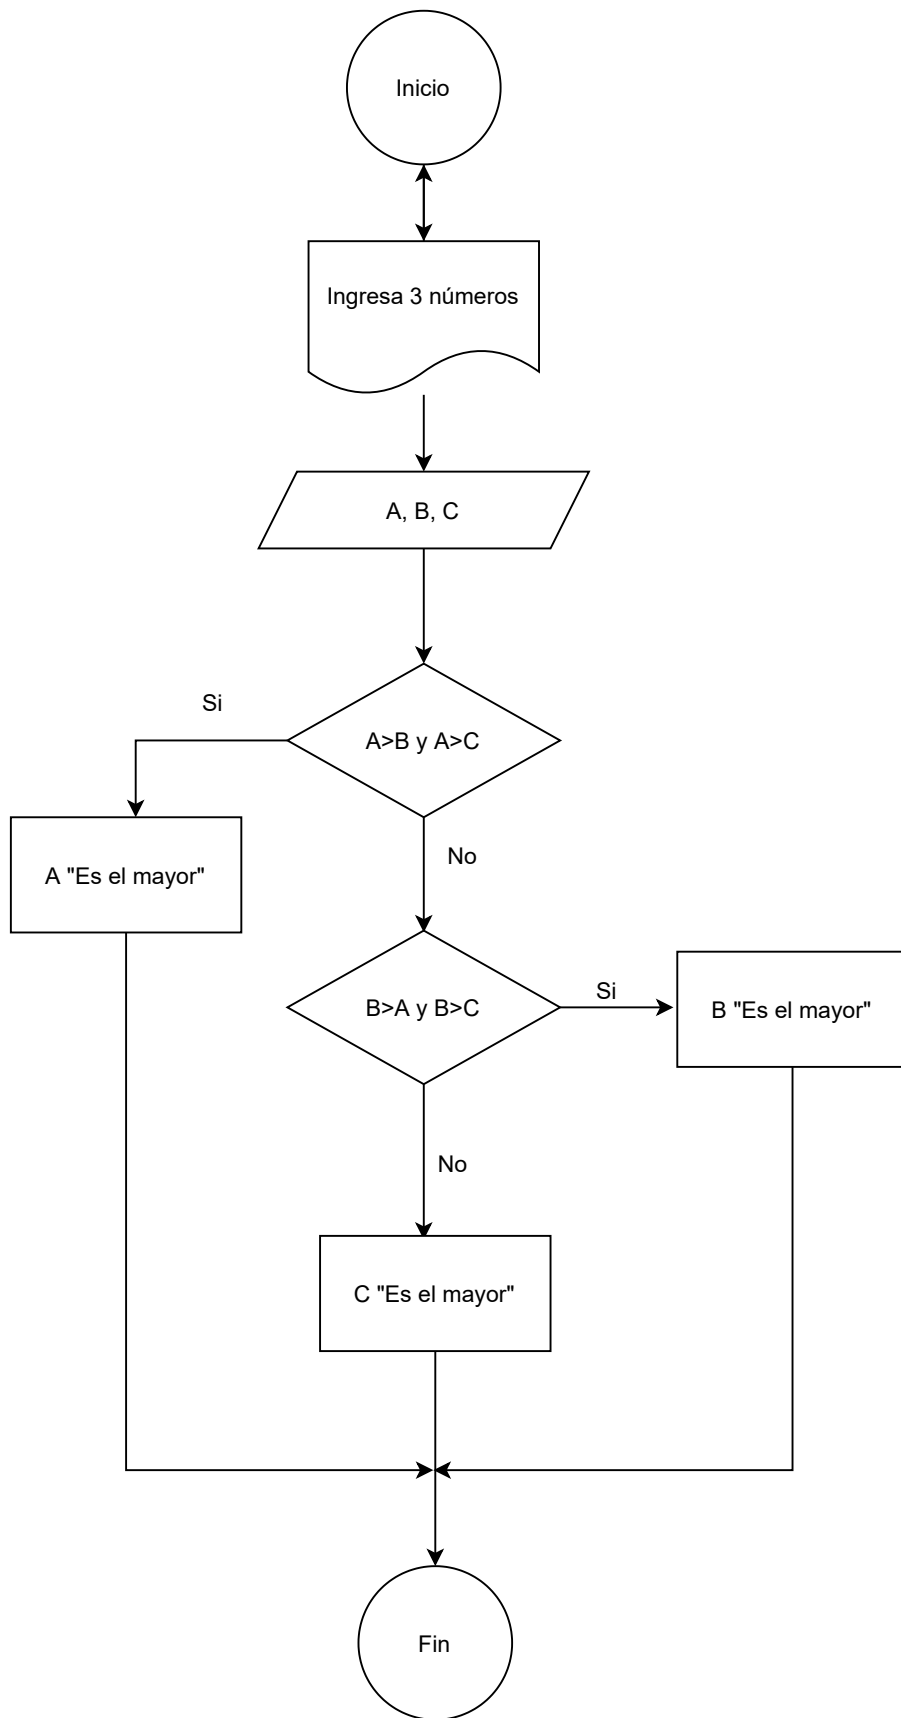 Inicio
Ingresa 3 números
A, B, C
Si
A>B y A>C
A "Es el mayor"
No
B>A y B>C
Si
B "Es el mayor"
No
C "Es el mayor"
Fin